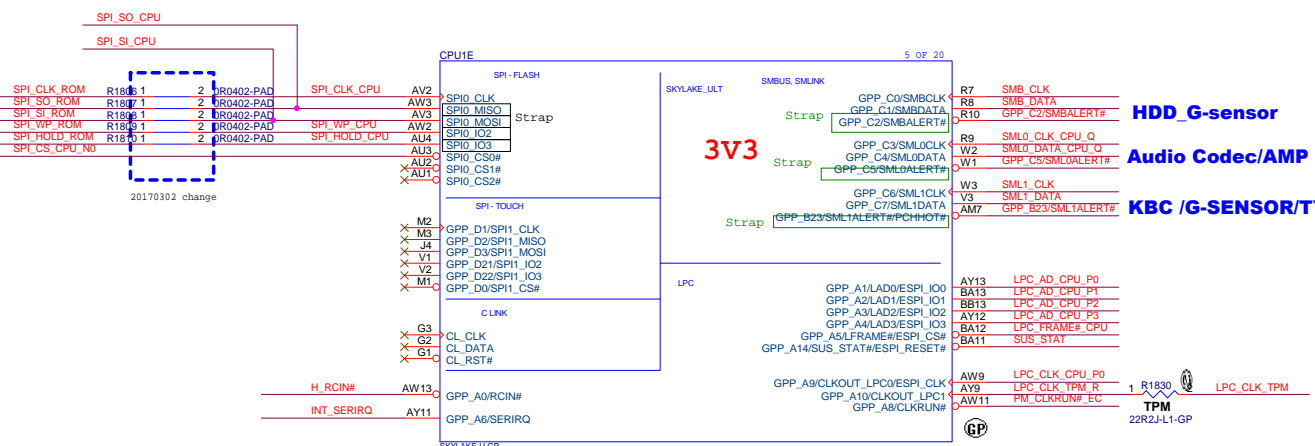 SPI_SO_CPU
SPI_SI_CPU
SPI_CLK_ROM R1806 1 2 0R0402-PAD SPI_CLK_CPU
SPI_SO_ROM R1807 1 2 0R0402-PAD
SPI_SI_ROM R1808 1 2 0R0402-PAD
SPI_WP_ROM R1809 1 2 0R0402-PAD SPI_WP_CPU
SPI_HOLD_ROM R1810 1 2 0R0402-PAD SPI_HOLD_CPU
SPI_CS_CPU_N0
20170302 change
CPU1E
5 OF 20
SPI - FLASH
AV2 SPI0_CLK
AW3 SPI0_MISO
AV3 SPI0_MOSI
AW2 SPI0_IO2
AU4 SPI0_IO3
AU3 SPI0_CS0#
AU2 SPI0_CS1#
AU1 SPI0_CS2#
Strap
SPI - TOUCH
M2 GPP_D1/SPI1_CLK
M3 GPP_D2/SPI1_MISO
J4 GPP_D3/SPI1_MOSI
V1 GPP_D21/SPI1_IO2
V2 GPP_D22/SPI1_IO3
M1 GPP_D0/SPI1_CS#
C LINK
G3 CL_CLK
G2 CL_DATA
G1 CL_RST#
H_RCIN# AW13 GPP_A0/RCIN#
INT_SERIRQ AY11 GPP_A6/SERIRQ
SKYLAKE_ULT
SMBUS, SMLINK
3V3
GPP_C0/SMBCLK R7 SMB_CLK
GPP_C1/SMBDATA R8 SMB_DATA
Strap GPP_C2/SMBALERT# R10 GPP_C2/SMBALERT#
HDD_G-sensor
GPP_C3/SML0CLK R9 SML0_CLK_CPU_Q
GPP_C4/SML0DATA W2 SML0_DATA_CPU_Q
Strap GPP_C5/SML0ALERT# W1 GPP_C5/SML0ALERT#
Audio Codec/AMP
GPP_C6/SML1CLK W3 SML1_CLK
GPP_C7/SML1DATA V3 SML1_DATA
Strap GPP_B23/SML1ALERT#/PCHHOT# AM7 GPP_B23/SML1ALERT#
KBC /G-SENSOR/TY
LPC
GPP_A1/LAD0/ESPI_IO0 AY13 LPC_AD_CPU_P0
GPP_A2/LAD1/ESPI_IO1 BA13 LPC_AD_CPU_P1
GPP_A3/LAD2/ESPI_IO2 BB13 LPC_AD_CPU_P2
GPP_A4/LAD3/ESPI_IO3 AY12 LPC_AD_CPU_P3
GPP_A5/LFRAME#/ESPI_CS# BA12 LPC_FRAME#_CPU
GPP_A14/SUS_STAT#/ESPI_RESET# BA11 SUS_STAT
GPP_A9/CLKOUT_LPC0/ESPI_CLK AW9 LPC_CLK_CPU_P0
GPP_A10/CLKOUT_LPC1 AY9 LPC_CLK_TPM_R 1 R1830 LPC_CLK_TPM
GPP_A8/CLKRUN# AW11 PM_CLKRUN#_EC
TPM
22R2J-L1-GP
GP
SKYLAKE-U-GP